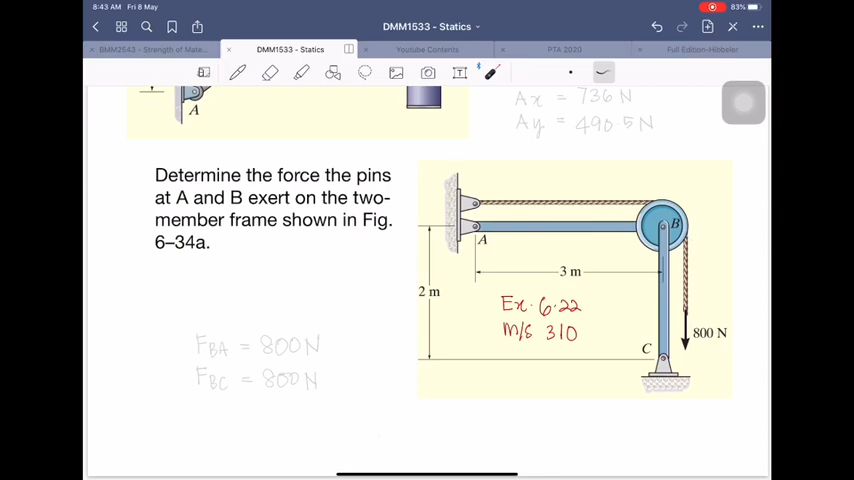 8:43 AM Fri 8 May
83%
DMM1533 - Statics
BMM2543 - Strength of Mate...
DMM1533 - Statics
Youtube Contents
PTA 2020
Full Edition-Hibbeler
A
Ax = 736 N
Ay = 490.5 N
Determine the force the pins
at A and B exert on the two-
member frame shown in Fig.
6–34a.
B
A
3 m
2 m
Ex. 6.22
M/S 310
800 N
C
FBA = 800N
FBC = 800N